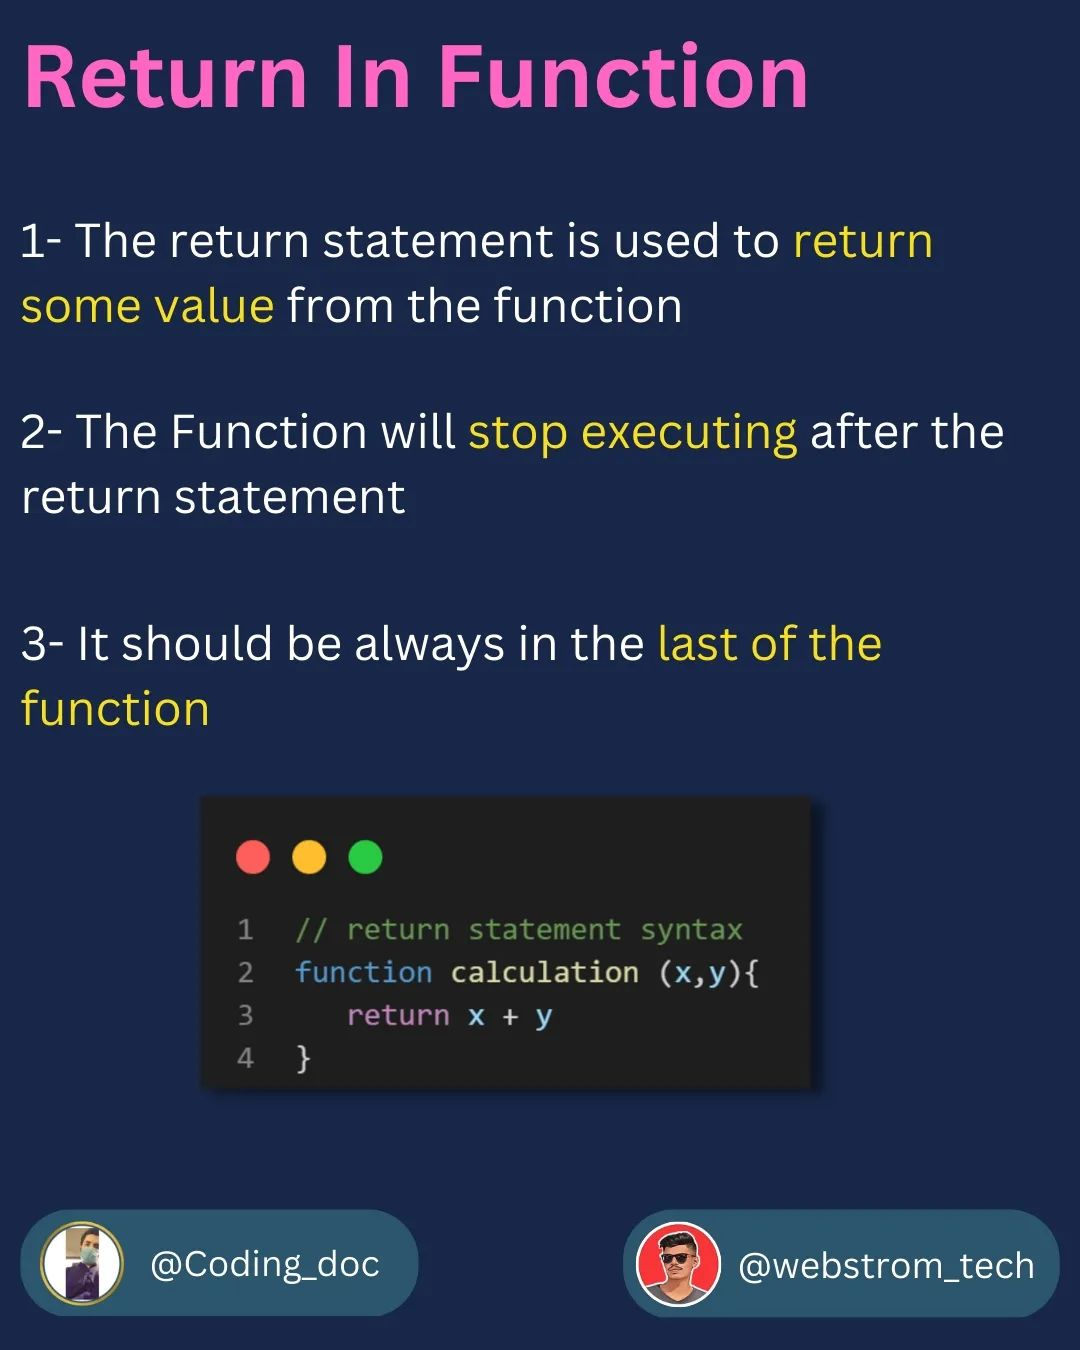 Return In Function
1- The return statement is used to return
some value from the function
2- The Function will stop executing after the
return statement
3- It should be always in the last of the
function
1 // return statement syntax
2 function calculation (x,y){
3 return x + y
4 }
@Coding_doc
@webstrom_tech